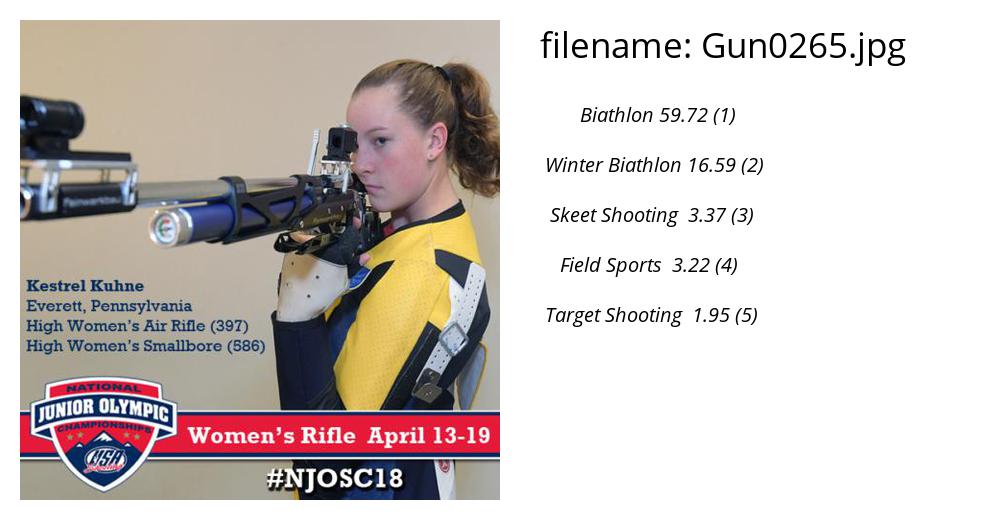 filename: Gun0265.jpg
Biathlon 59.72 (1)
Winter Biathlon 16.59 (2)
Skeet Shooting 3.37 (3)
Field Sports 3.22 (4)
Target Shooting 1.95 (5)
Feinwerkbau
Kestrel Kuhne
Everett, Pennsylvania
High Women's Air Rifle (397)
High Women's Smallbore (586)
NATIONAL
JUNIOR OLYMPIC
CHAMPIONSHIPS
USA
Shooting
Women's Rifle April 13-19
#NJOSC18